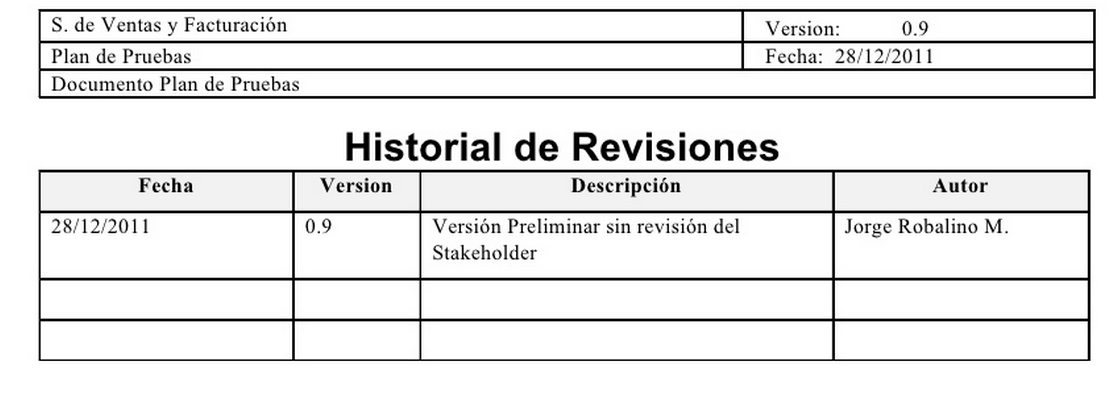 S. de Ventas y Facturación
Version: 0.9
Plan de Pruebas
Fecha: 28/12/2011
Documento Plan de Pruebas
Historial de Revisiones
Fecha
Version
Descripción
Autor
28/12/2011
0.9
Versión Preliminar sin revisión del
Stakeholder
Jorge Robalino M.